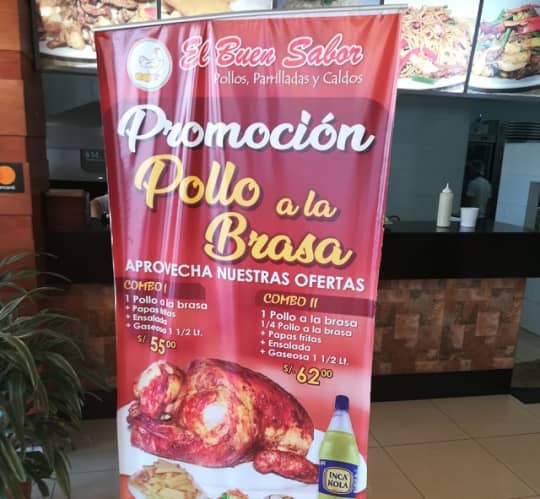 El Buen Sabor
Pollos, Parrilladas y Caldos
Promoción
Pollo a la
Brasa
APROVECHA NUESTRAS OFERTAS
COMBO I
1 Pollo a la brasa
+ Papas fritas
+ Ensalada
+ Gaseosa 1 1/2 Lt.
S/. 55.00
COMBO II
1 Pollo a la brasa
1/4 Pollo a la brasa
+ Papas fritas
+ Ensalada
+ Gaseosa 1 1/2 Lt.
S/. 62.00
INCA
KOLA